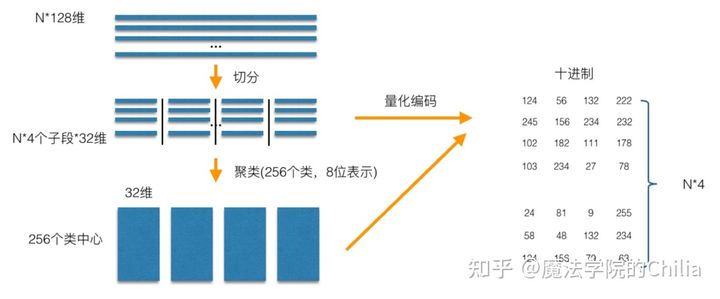 N*128维
...
切分
十进制
N*4个子段*32维
...
量化编码
聚类(256个类，8位表示)
32维
256个类中心
124 56 132 222
245 156 234 232
102 182 111 178
103 234 27 78
24 81 9 255
58 48 132 234
124 156 79 63
N*4
知乎 @魔法学院的Chilia